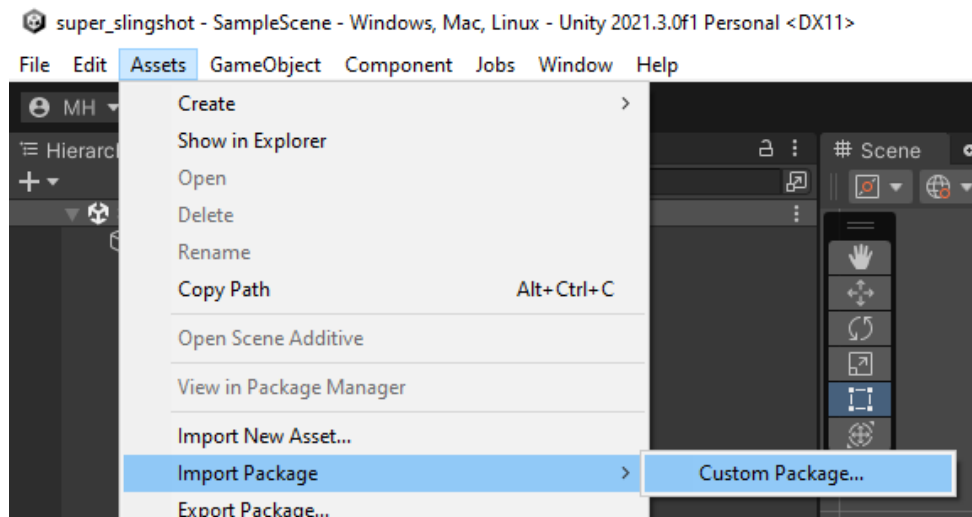 super_slingshot - SampleScene - Windows, Mac, Linux - Unity 2021.3.0f1 Personal <DX11>
File Edit Assets GameObject Component Jobs Window Help
MH
Create
Hierarcl
Show in Explorer
# Scene
Open
Delete
Rename
Copy Path Alt+Ctrl+C
Open Scene Additive
View in Package Manager
Import New Asset...
Import Package
Custom Package...
Export Package...